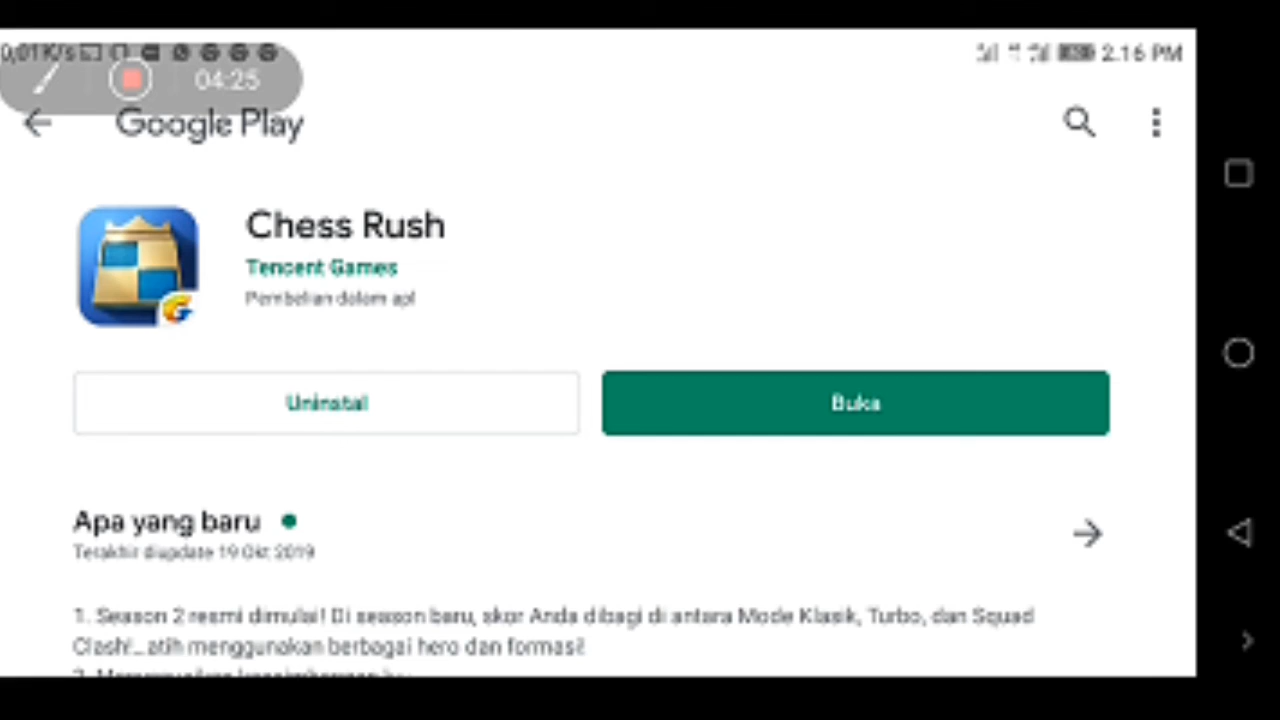 0,01K/s
2.16 PM
04:25
Google Play
Chess Rush
Tencent Games
Pembelian dalam apl
Uninstal
Buka
Apa yang baru
Terakhir diupdate 19 Okt 2019
1. Season 2 resmi dimulai! Di season baru, skor Anda dibagi di antara Mode Klasik, Turbo, dan Squad
Clash! atih menggunakan berbagai hero dan formasi!